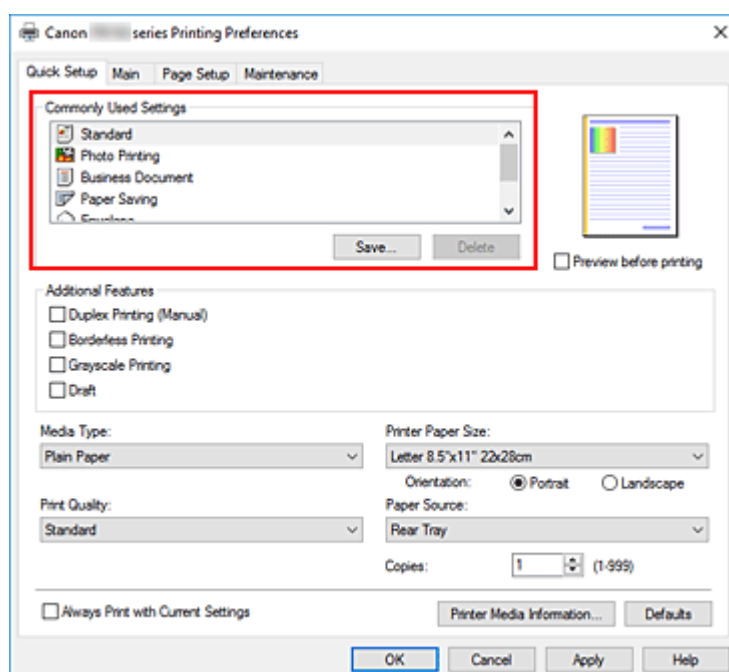 Canon series Printing Preferences
Quick Setup Main Page Setup Maintenance
Commonly Used Settings
Standard
Photo Printing
Business Document
Paper Saving
Save... Delete
Preview before printing
Additional Features
Duplex Printing (Manual)
Borderless Printing
Grayscale Printing
Draft
Media Type: Printer Paper Size:
Plain Paper Letter 8.5"x11" 22x28cm
Orientation: Portrait Landscape
Print Quality: Paper Source:
Standard Rear Tray
Copies: 1 (1-999)
Always Print with Current Settings Printer Media Information... Defaults
OK Cancel Apply Help